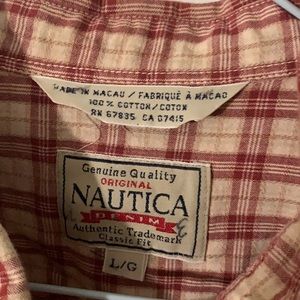 MADE IN MACAU / FABRIQUÉ À MACAO
100% COTTON / COTON
RN 67835 CA 07415
Genuine Quality
ORIGINAL
NAUTICA
DENIM
Authentic Trademark
Classic Fit
L/G